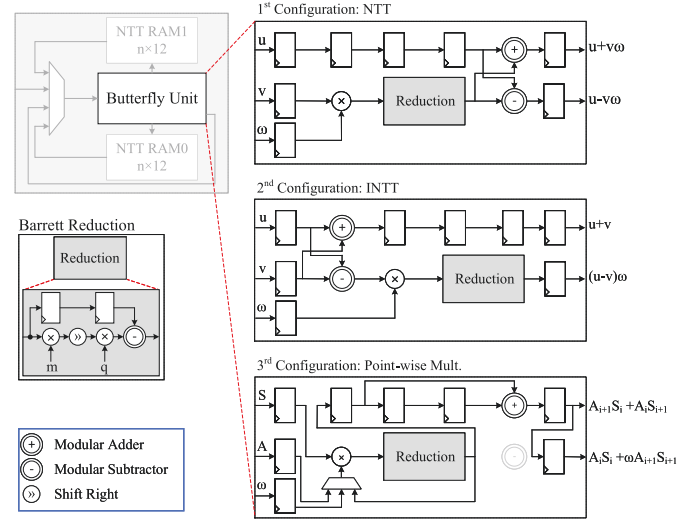 NTT RAM1
n×12
Butterfly Unit
NTT RAM0
n×12
Barrett Reduction
Reduction
×
»
×
-
m
q
+ Modular Adder
- Modular Subtractor
» Shift Right
1st Configuration: NTT
u
+
u+vω
v
×
Reduction
-
u-vω
ω
2nd Configuration: INTT
u
+
u+v
v
-
×
Reduction
(u-v)ω
ω
3rd Configuration: Point-wise Mult.
S
+
Aᵢ₊₁Sᵢ +AᵢSᵢ₊₁
A
×
Reduction
-
AᵢSᵢ +ωAᵢ₊₁Sᵢ₊₁
ω